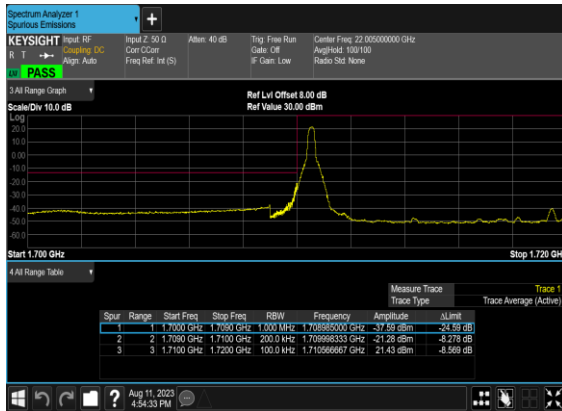 Spectrum Analyzer 1
Spurious Emissions
+
KEYSIGHT Input: RF Input Z: 50 Ω Atten: 40 dB Trig: Free Run Center Freq: 22.005000000 GHz
R T Coupling: DC Corr CCorr Gate: Off Avg|Hold: 100/100
Align: Auto Freq Ref: Int (S) IF Gain: Low Radio Std: None
PASS
3 All Range Graph
Ref Lvl Offset 8.00 dB
Scale/Div 10.0 dB Ref Value 30.00 dBm
Log
20.0
10.0
0.00
-10.0
-20.0
-30.0
-40.0
-50.0
-60.0
Start 1.700 GHz Stop 1.720 GH
4 All Range Table
Measure Trace Trace 1
Trace Type Trace Average (Active)
Spur Range Start Freq Stop Freq RBW Frequency Amplitude ΔLimit
1 1 1.7000 GHz 1.7090 GHz 1.000 MHz 1.708985000 GHz -37.59 dBm -24.59 dB
2 2 1.7090 GHz 1.7100 GHz 200.0 kHz 1.709998333 GHz -21.28 dBm -8.278 dB
3 3 1.7100 GHz 1.7200 GHz 100.0 kHz 1.710566667 GHz 21.43 dBm -8.569 dB
? Aug 11, 2023
4:54:33 PM